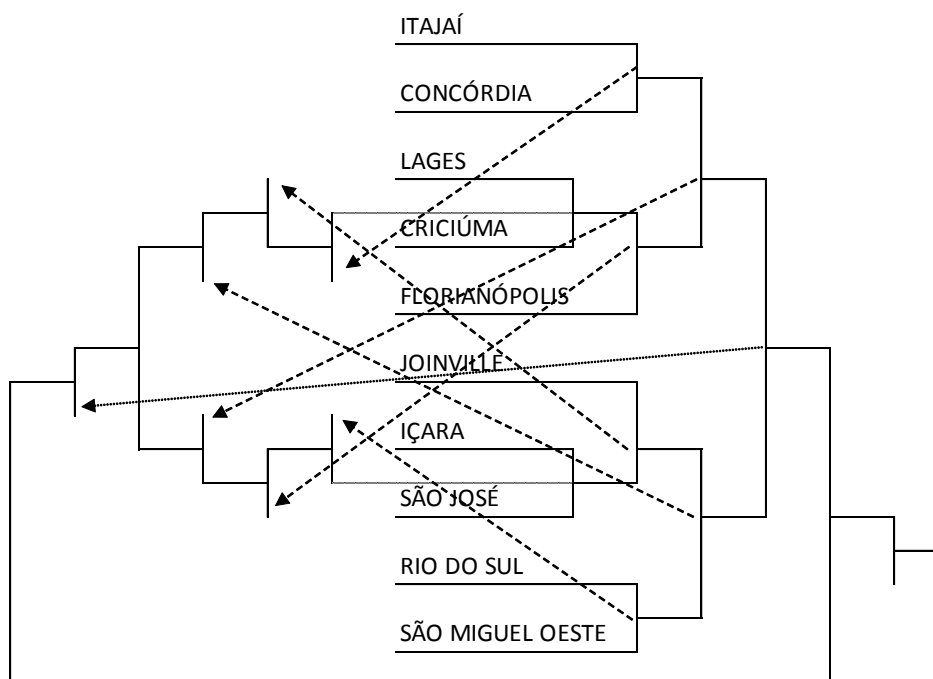 ITAJAÍ
CONCÓRDIA
LAGES
CRICIÚMA
FLORIANÓPOLIS
JOINVILLE
IÇARA
SÃO JOSÉ
RIO DO SUL
SÃO MIGUEL OESTE